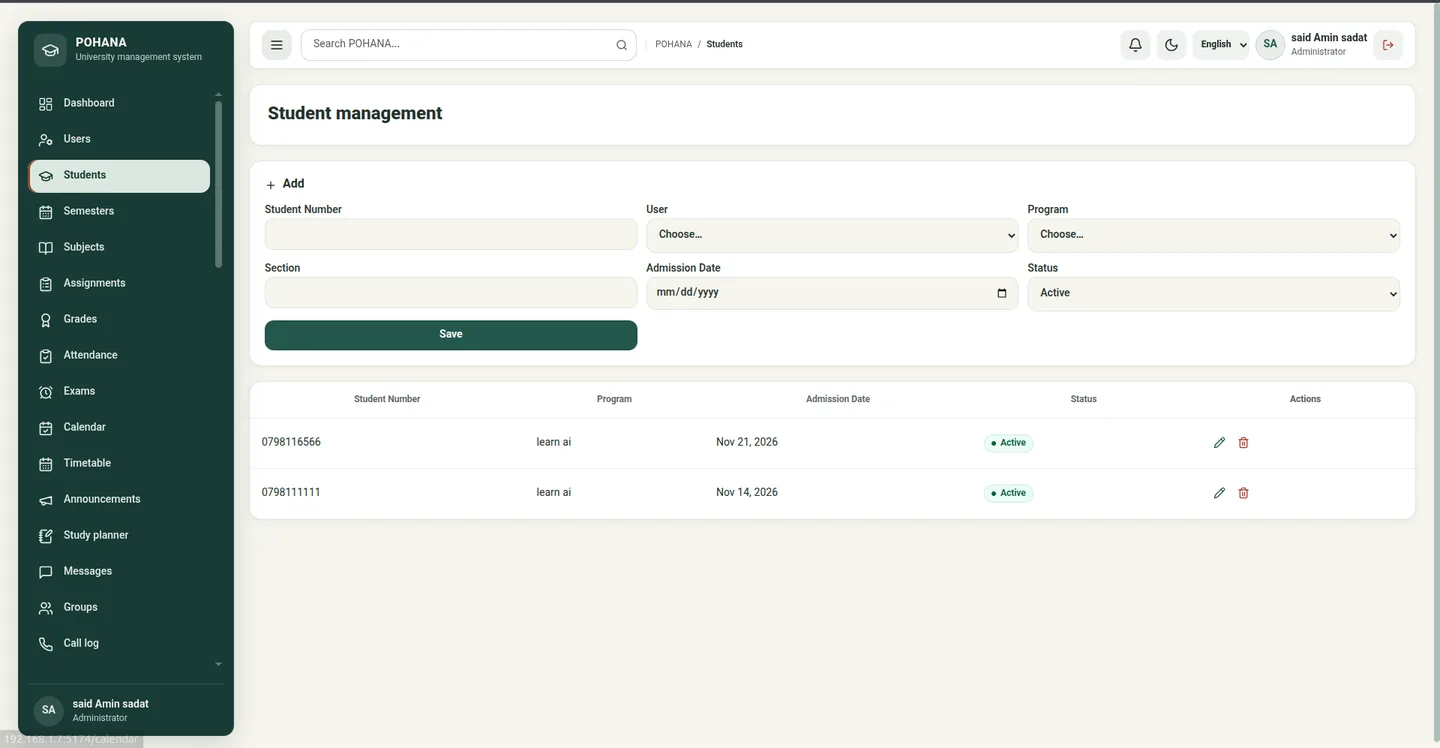 POHANA
University management system
Dashboard
Users
Students
Semesters
Subjects
Assignments
Grades
Attendance
Exams
Calendar
Timetable
Announcements
Study planner
Messages
Groups
Call log
SA
said Amin sadat
Administrator
192.168.1.7:5174/calendar
Search POHANA...
POHANA / Students
English
SA
said Amin sadat
Administrator
Student management
+ Add
Student Number
User
Program
Choose...
Choose...
Section
Admission Date
Status
mm/dd/yyyy
Active
Save
Student Number Program Admission Date Status Actions
0798116566 learn ai Nov 21, 2026 Active
0798111111 learn ai Nov 14, 2026 Active